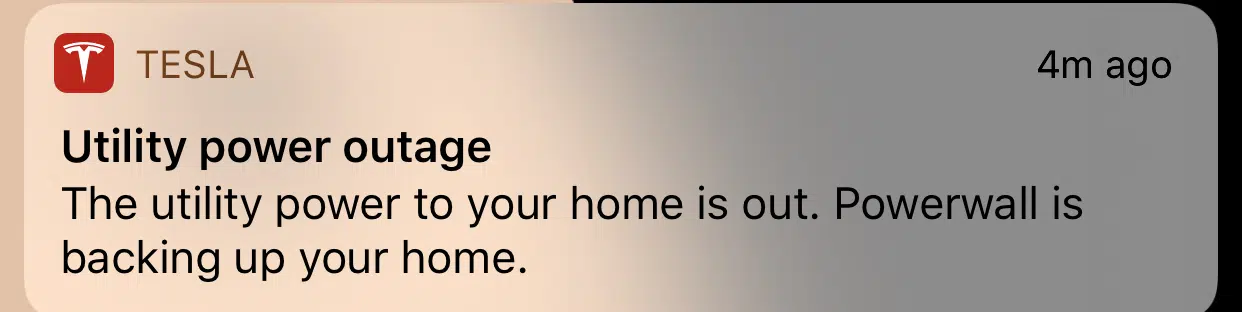 TESLA
4m ago
Utility power outage
The utility power to your home is out. Powerwall is
backing up your home.